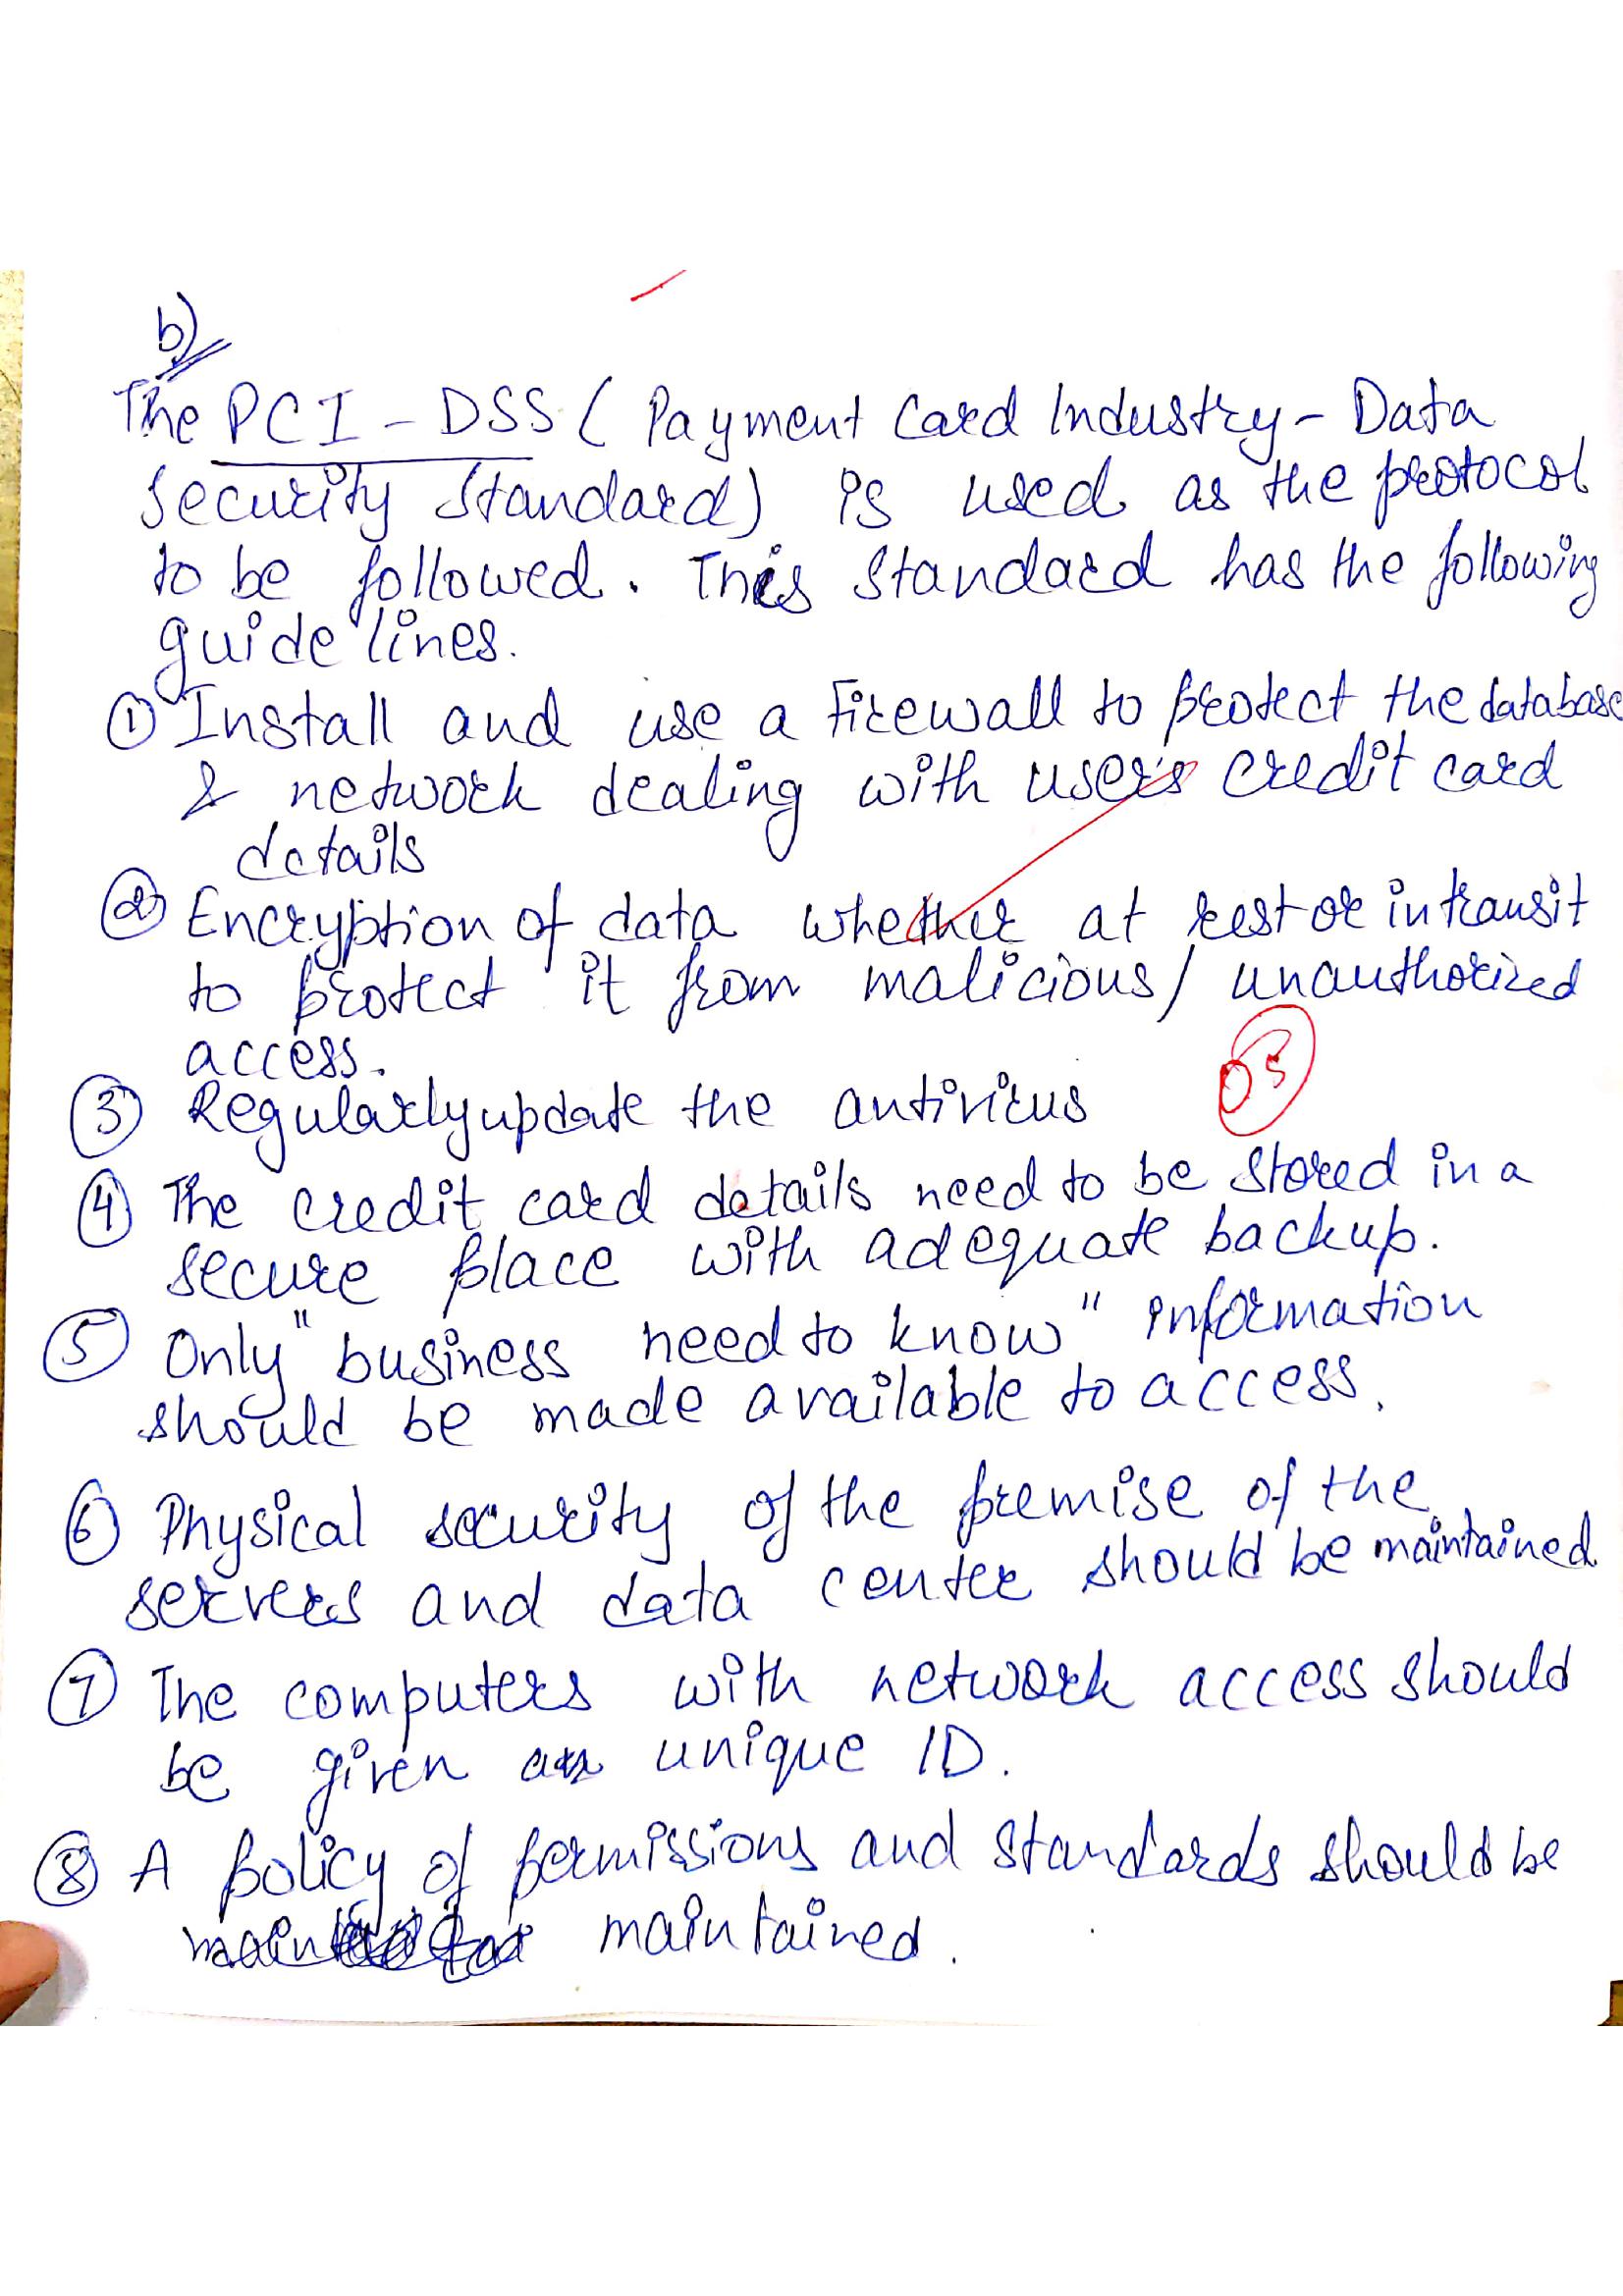 b)
The PCI - DSS ( Payment Card Industry - Data
Security Standard) is used as the protocol
to be followed. This standard has the following
guide lines.
① Install and use a Firewall to protect the database
& network dealing with user's credit card
details
② Encryption of data whether at rest or in transit
to protect it from malicious / unauthorized
access.
05
③ Regularly update the antivirus
④ The credit card details need to be stored in a
secure place with adequate backup.
⑤ Only "business need to know" information
should be made available to access.
⑥ Physical security of the premise of the
servers and data center should be maintained
⑦ The computers with network access should
be given an unique ID.
⑧ A policy of permissions and standards should be
maintained.